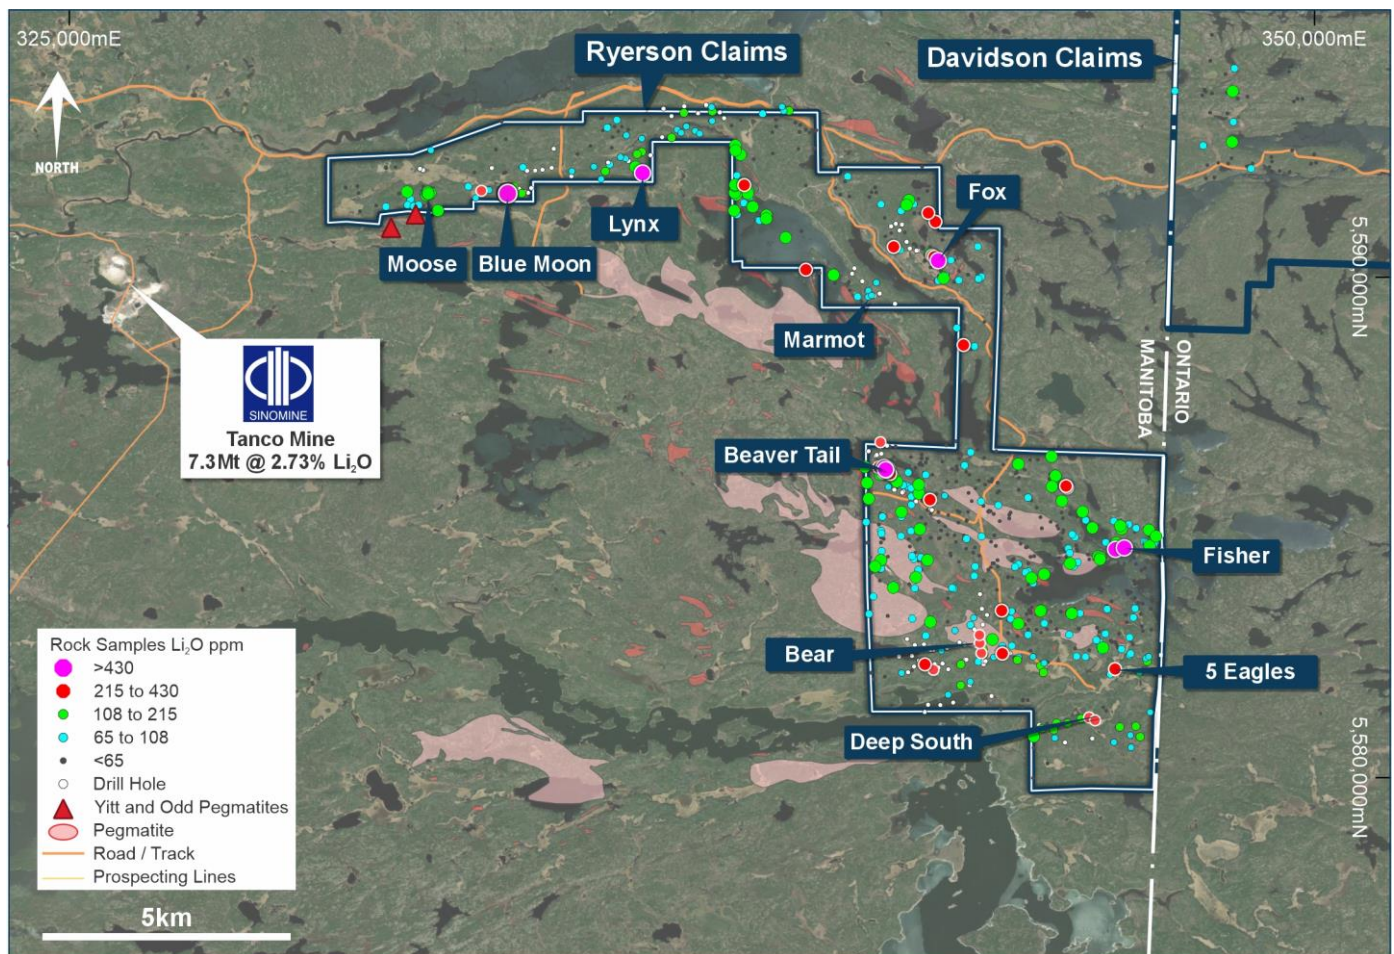 325,000mE
350,000mE
Ryerson Claims
Davidson Claims
NORTH
Fox
Lynx
Moose
Blue Moon
5,590,000mN
Marmot
ONTARIO
MANITOBA
SINOMINE
Tanco Mine
7.3Mt @ 2.73% Li₂O
Beaver Tail
Fisher
Bear
5 Eagles
Deep South
5,580,000mN
Rock Samples Li₂O ppm
>430
215 to 430
108 to 215
65 to 108
<65
Drill Hole
Yitt and Odd Pegmatites
Pegmatite
Road / Track
Prospecting Lines
5km